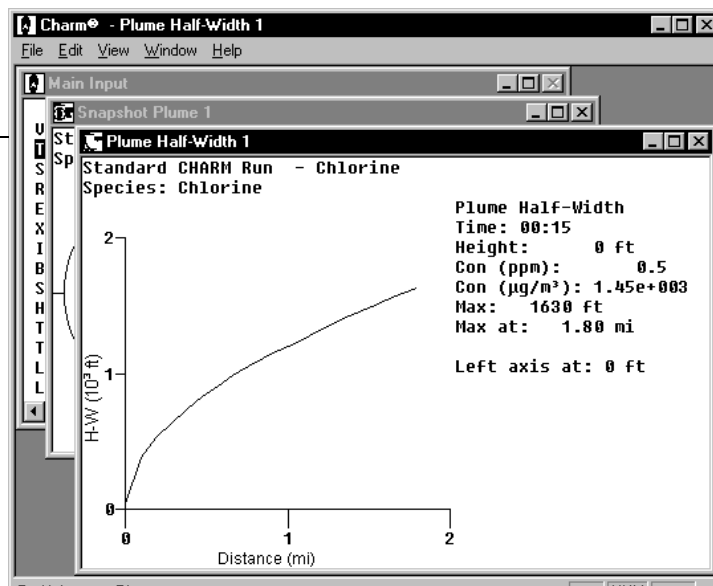 Charm® - Plume Half-Width 1
File Edit View Window Help
Main Input
Snapshot Plume 1
Plume Half-Width 1
V
T
S
R
E
X
I
B
S
H
T
T
L
L
St
Sp
Standard CHARM Run - Chlorine
Species: Chlorine
Plume Half-Width
Time: 00:15
Height: 0 ft
Con (ppm): 0.5
Con (µg/m³): 1.45e+003
Max: 1630 ft
Max at: 1.80 mi
Left axis at: 0 ft
2
1
0
H-W (10³ ft)
0 1 2
Distance (mi)